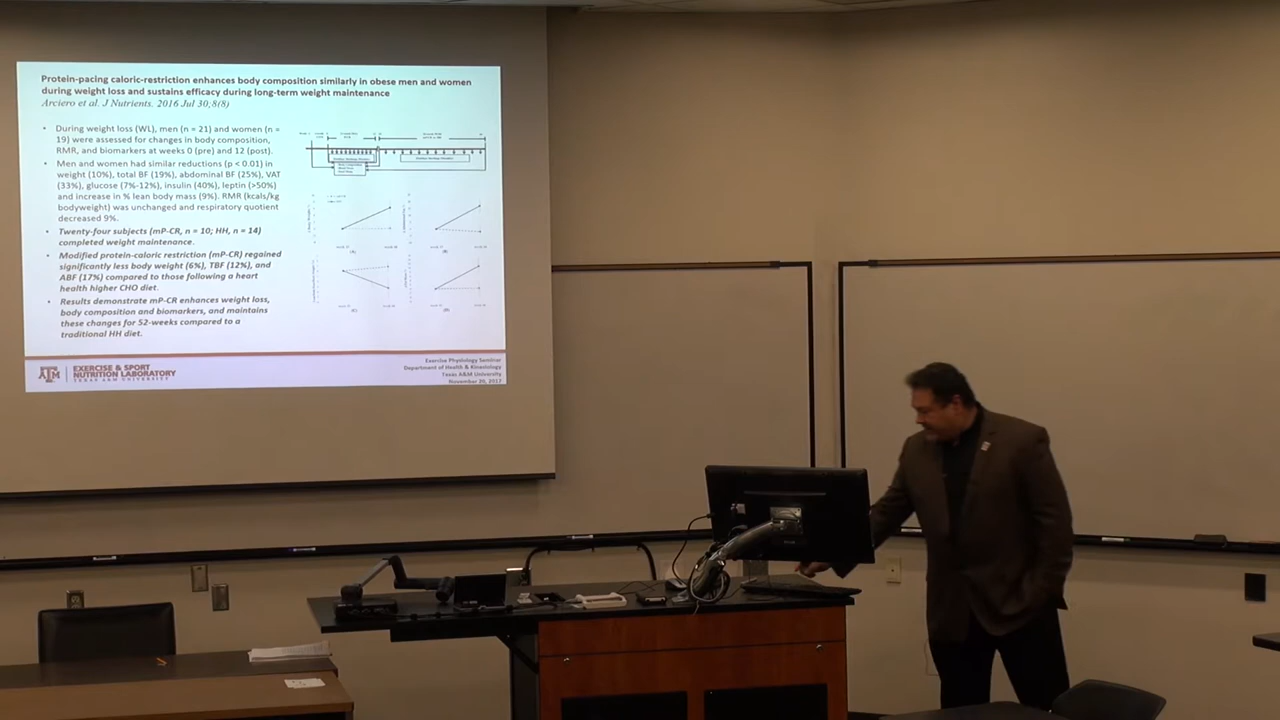 Protein-pacing caloric-restriction enhances body composition similarly in obese men and women
during weight loss and sustains efficacy during long-term weight maintenance
Arciero et al. J Nutrients. 2016 Jul 30;8(8)
• During weight loss (WL), men (n = 21) and women (n =
19) were assessed for changes in body composition,
RMR, and biomarkers at weeks 0 (pre) and 12 (post).
• Men and women had similar reductions (p < 0.01) in
weight (10%), total BF (19%), abdominal BF (25%), VAT
(33%), glucose (7%-12%), insulin (40%), leptin (>50%)
and increase in % lean body mass (9%). RMR (kcals/kg
bodyweight) was unchanged and respiratory quotient
decreased 9%.
• Twenty-four subjects (mP-CR, n = 10; HH, n = 14)
completed weight maintenance.
• Modified protein-caloric restriction (mP-CR) regained
significantly less body weight (6%), TBF (12%), and
ABF (17%) compared to those following a heart
health higher CHO diet.
• Results demonstrate mP-CR enhances weight loss,
body composition and biomarkers, and maintains
these changes for 52-weeks compared to a
traditional HH diet.
(A)
(B)
(C)
(D)
ATM
EXERCISE & SPORT
NUTRITION LABORATORY
TEXAS A&M UNIVERSITY
Exercise Physiology Seminar
Department of Health & Kinesiology
Texas A&M University
November 20, 2017